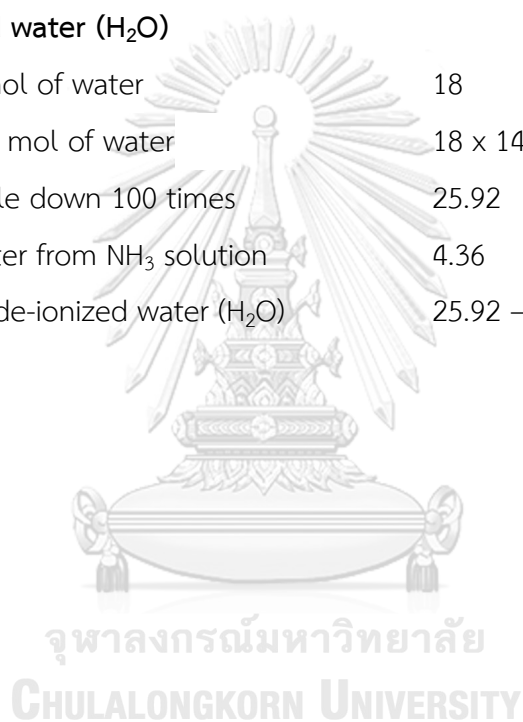 water (H₂O)
ol of water 18
mol of water 18 x 14
le down 100 times 25.92
ter from NH₃ solution 4.36
de-ionized water (H₂O) 25.92 –
จุฬาลงกรณ์มหาวิทยาลัย
CHULALONGKORN UNIVERSITY